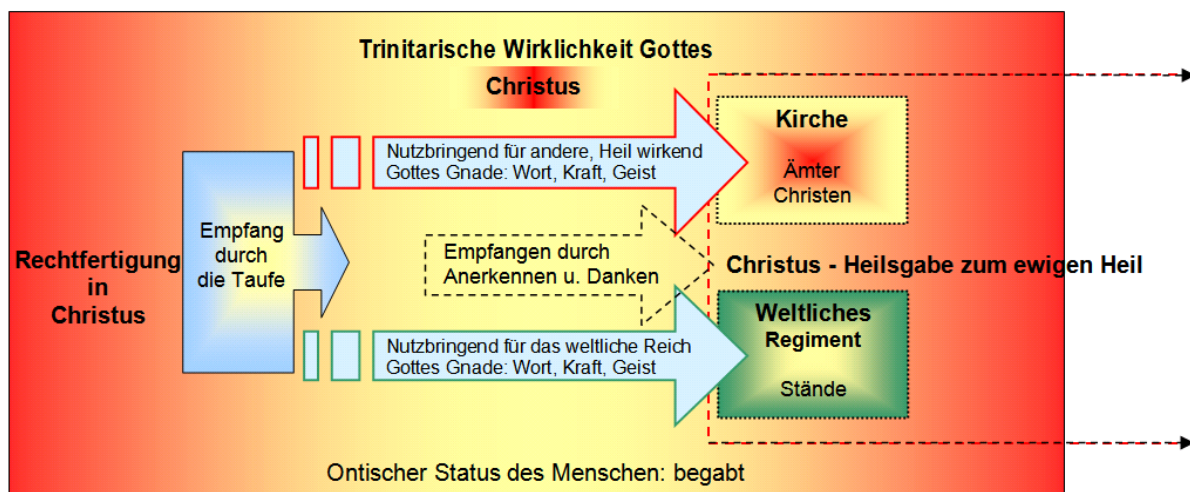 Trinitarische Wirklichkeit Gottes
Christus
Rechtfertigung
in
Christus
Empfang
durch
die Taufe
Nutzbringend für andere, Heil wirkend
Gottes Gnade: Wort, Kraft, Geist
Kirche
Ämter
Christen
Empfangen durch
Anerkennen u. Danken
Christus - Heilsgabe zum ewigen Heil
Nutzbringend für das weltliche Reich
Gottes Gnade: Wort, Kraft, Geist
Weltliches
Regiment
Stände
Ontischer Status des Menschen: begabt